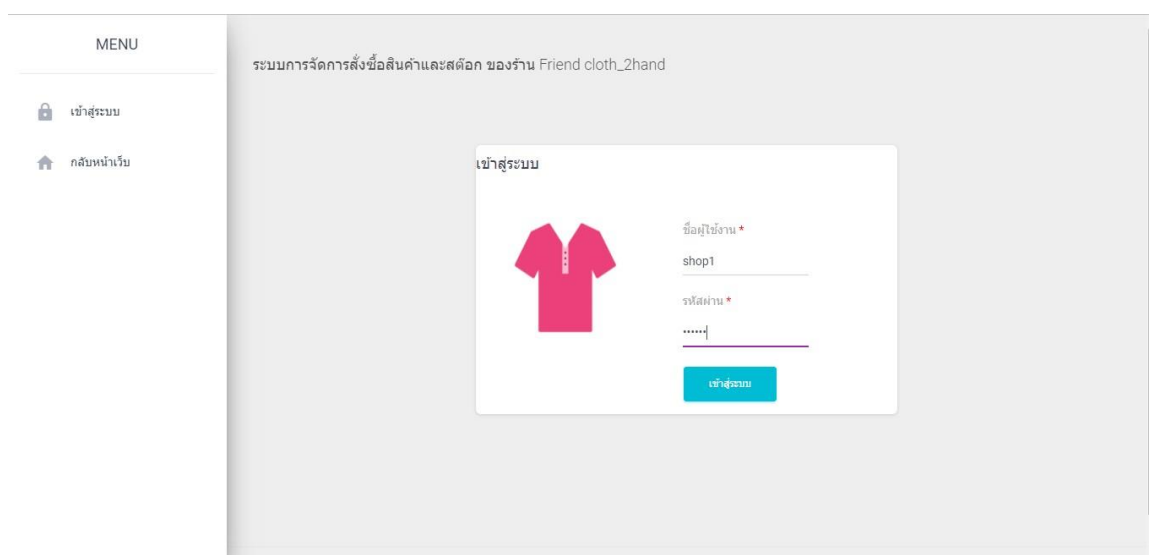 MENU
เข้าสู่ระบบ
กลับหน้าเว็บ
ระบบการจัดการสั่งซื้อสินค้าและสต๊อก ของร้าน Friend cloth_2hand
เข้าสู่ระบบ
ชื่อผู้ใช้งาน *
shop1
รหัสผ่าน *
••••••
เข้าสู่ระบบ